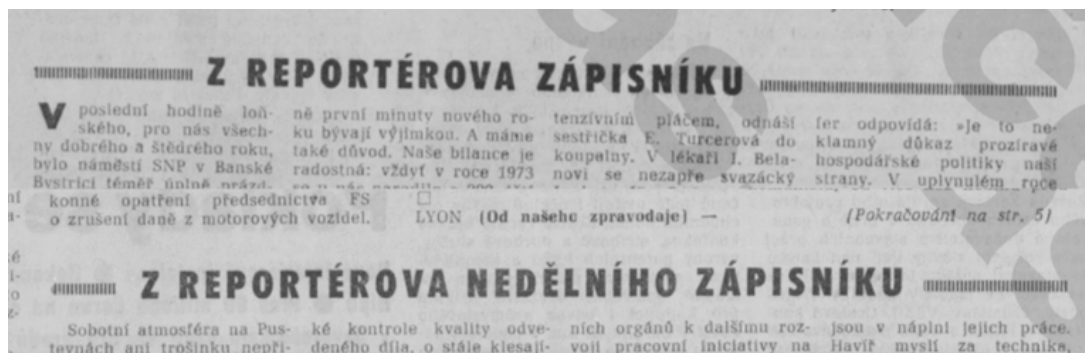 Z REPORTÉROVA ZÁPISNÍKU
V poslední hodině loň-
ského, pro nás všech-
ny dobrého a štědrého roku,
bylo náměstí SNP v Banské
Bystrici téměř úplně prázd-
ně první minuty nového ro-
ku bývají výjimkou. A máme
také důvod. Naše bilance je
radostná: vždyť v roce 1973
se u nás narodilo
tenzívním pláčem, odnáší
sestřička E. Turcerová do
koupelny. V lékaři J. Bela-
novi se nezapře svazácký
fer odpovídá: »Je to ne-
klamný důkaz prozíravé
hospodářské politiky naší
strany. V uplynulém roce
konné opatření předsednictva FS
o zrušení daně z motorových vozidel.
LYON (Od našeho zpravodaje) —
(Pokračování na str. 5)
Z REPORTÉROVA NEDĚLNÍHO ZÁPISNÍKU
Sobotní atmosféra na Pus-
tevnách ani trošinku nepři-
ké kontrole kvality odve-
deného díla, o stále klesají-
ních orgánů k dalšímu roz-
voji pracovní iniciativy na
jsou v náplni jejich práce.
Havíř myslí za technika,